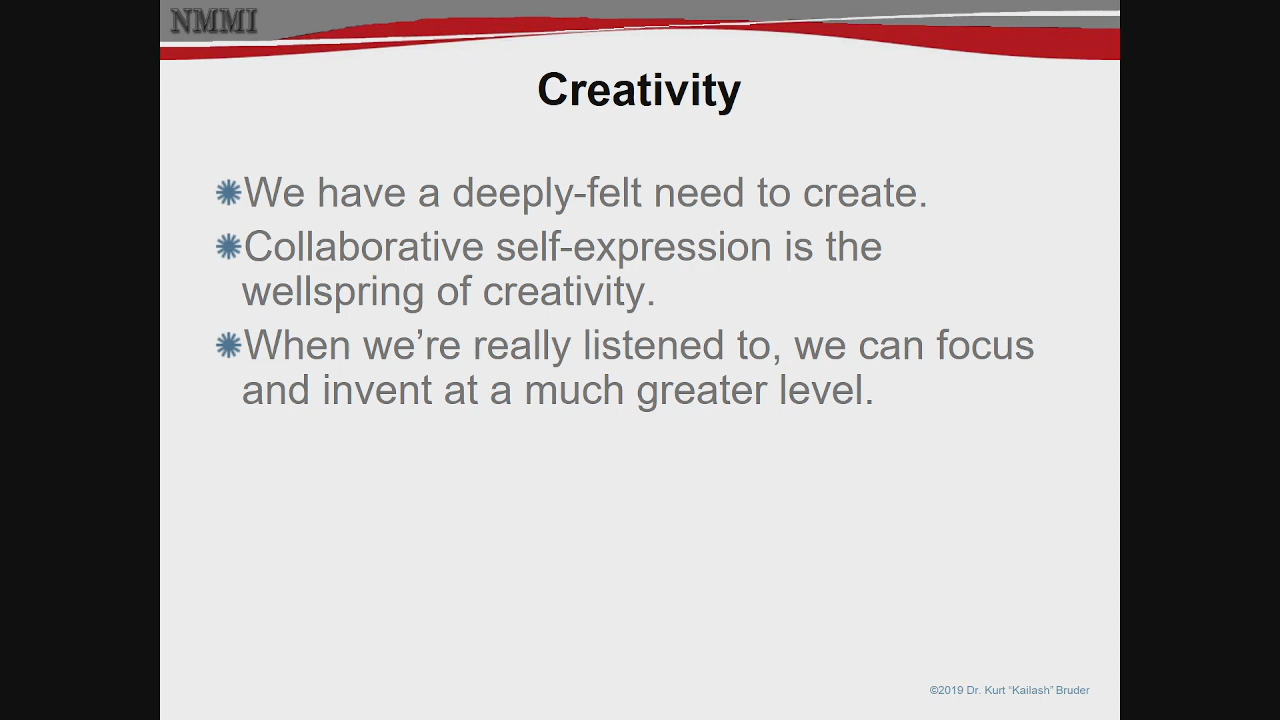 NMMI
Creativity
We have a deeply-felt need to create.
Collaborative self-expression is the
wellspring of creativity.
When we’re really listened to, we can focus
and invent at a much greater level.
©2019 Dr. Kurt “Kailash” Bruder